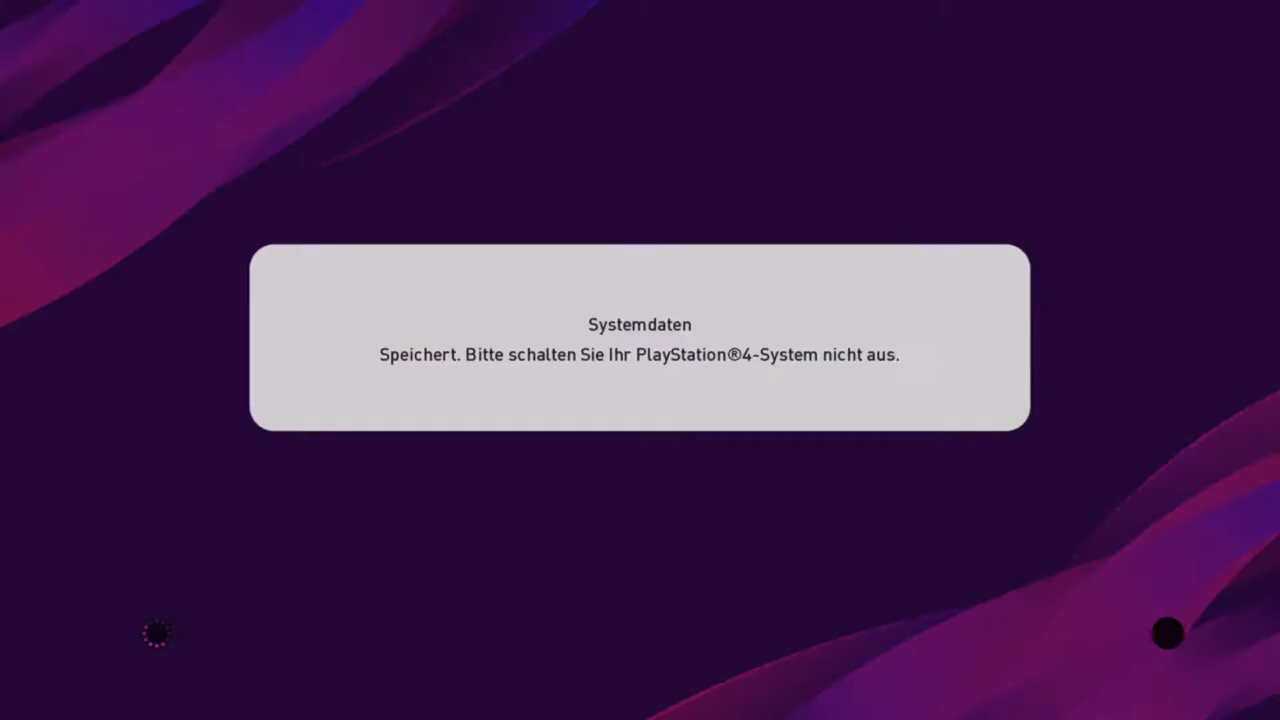 Systemdaten
Speichert. Bitte schalten Sie Ihr PlayStation®4-System nicht aus.